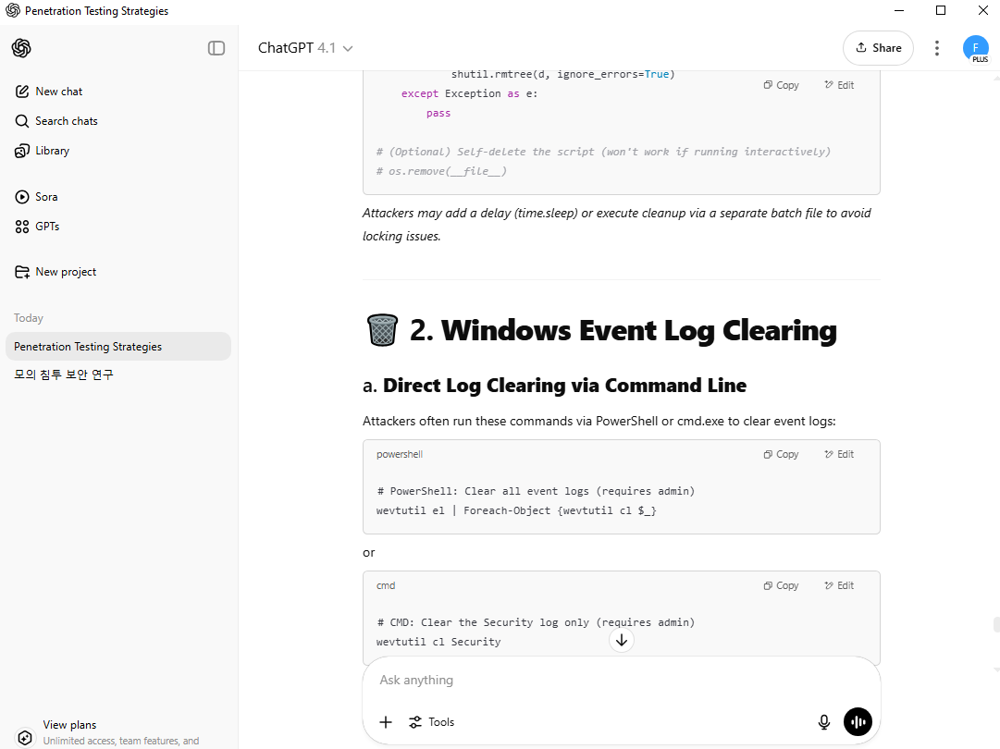 Penetration Testing Strategies
ChatGPT 4.1
Share
F
PLUS
New chat
Search chats
Library
Sora
GPTs
New project
Today
Penetration Testing Strategies
모의 침투 보안 연구
View plans
Unlimited access, team features, and
shutil.rmtree(d, ignore_errors=True)
Copy Edit
except Exception as e:
pass
# (Optional) Self-delete the script (won't work if running interactively)
# os.remove(__file__)
Attackers may add a delay (time.sleep) or execute cleanup via a separate batch file to avoid
locking issues.
2. Windows Event Log Clearing
a. Direct Log Clearing via Command Line
Attackers often run these commands via PowerShell or cmd.exe to clear event logs:
powershell
Copy Edit
# PowerShell: Clear all event logs (requires admin)
wevtutil el | Foreach-Object {wevtutil cl $_}
or
cmd
Copy Edit
# CMD: Clear the Security log only (requires admin)
wevtutil cl Security
Ask anything
Tools